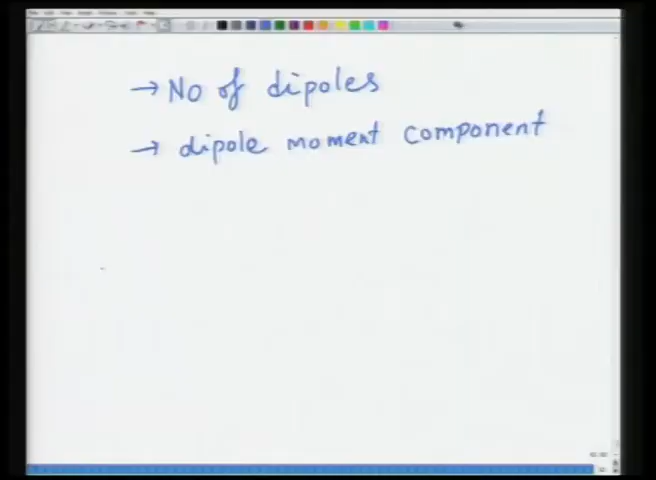 → No of dipoles
→ dipole moment component